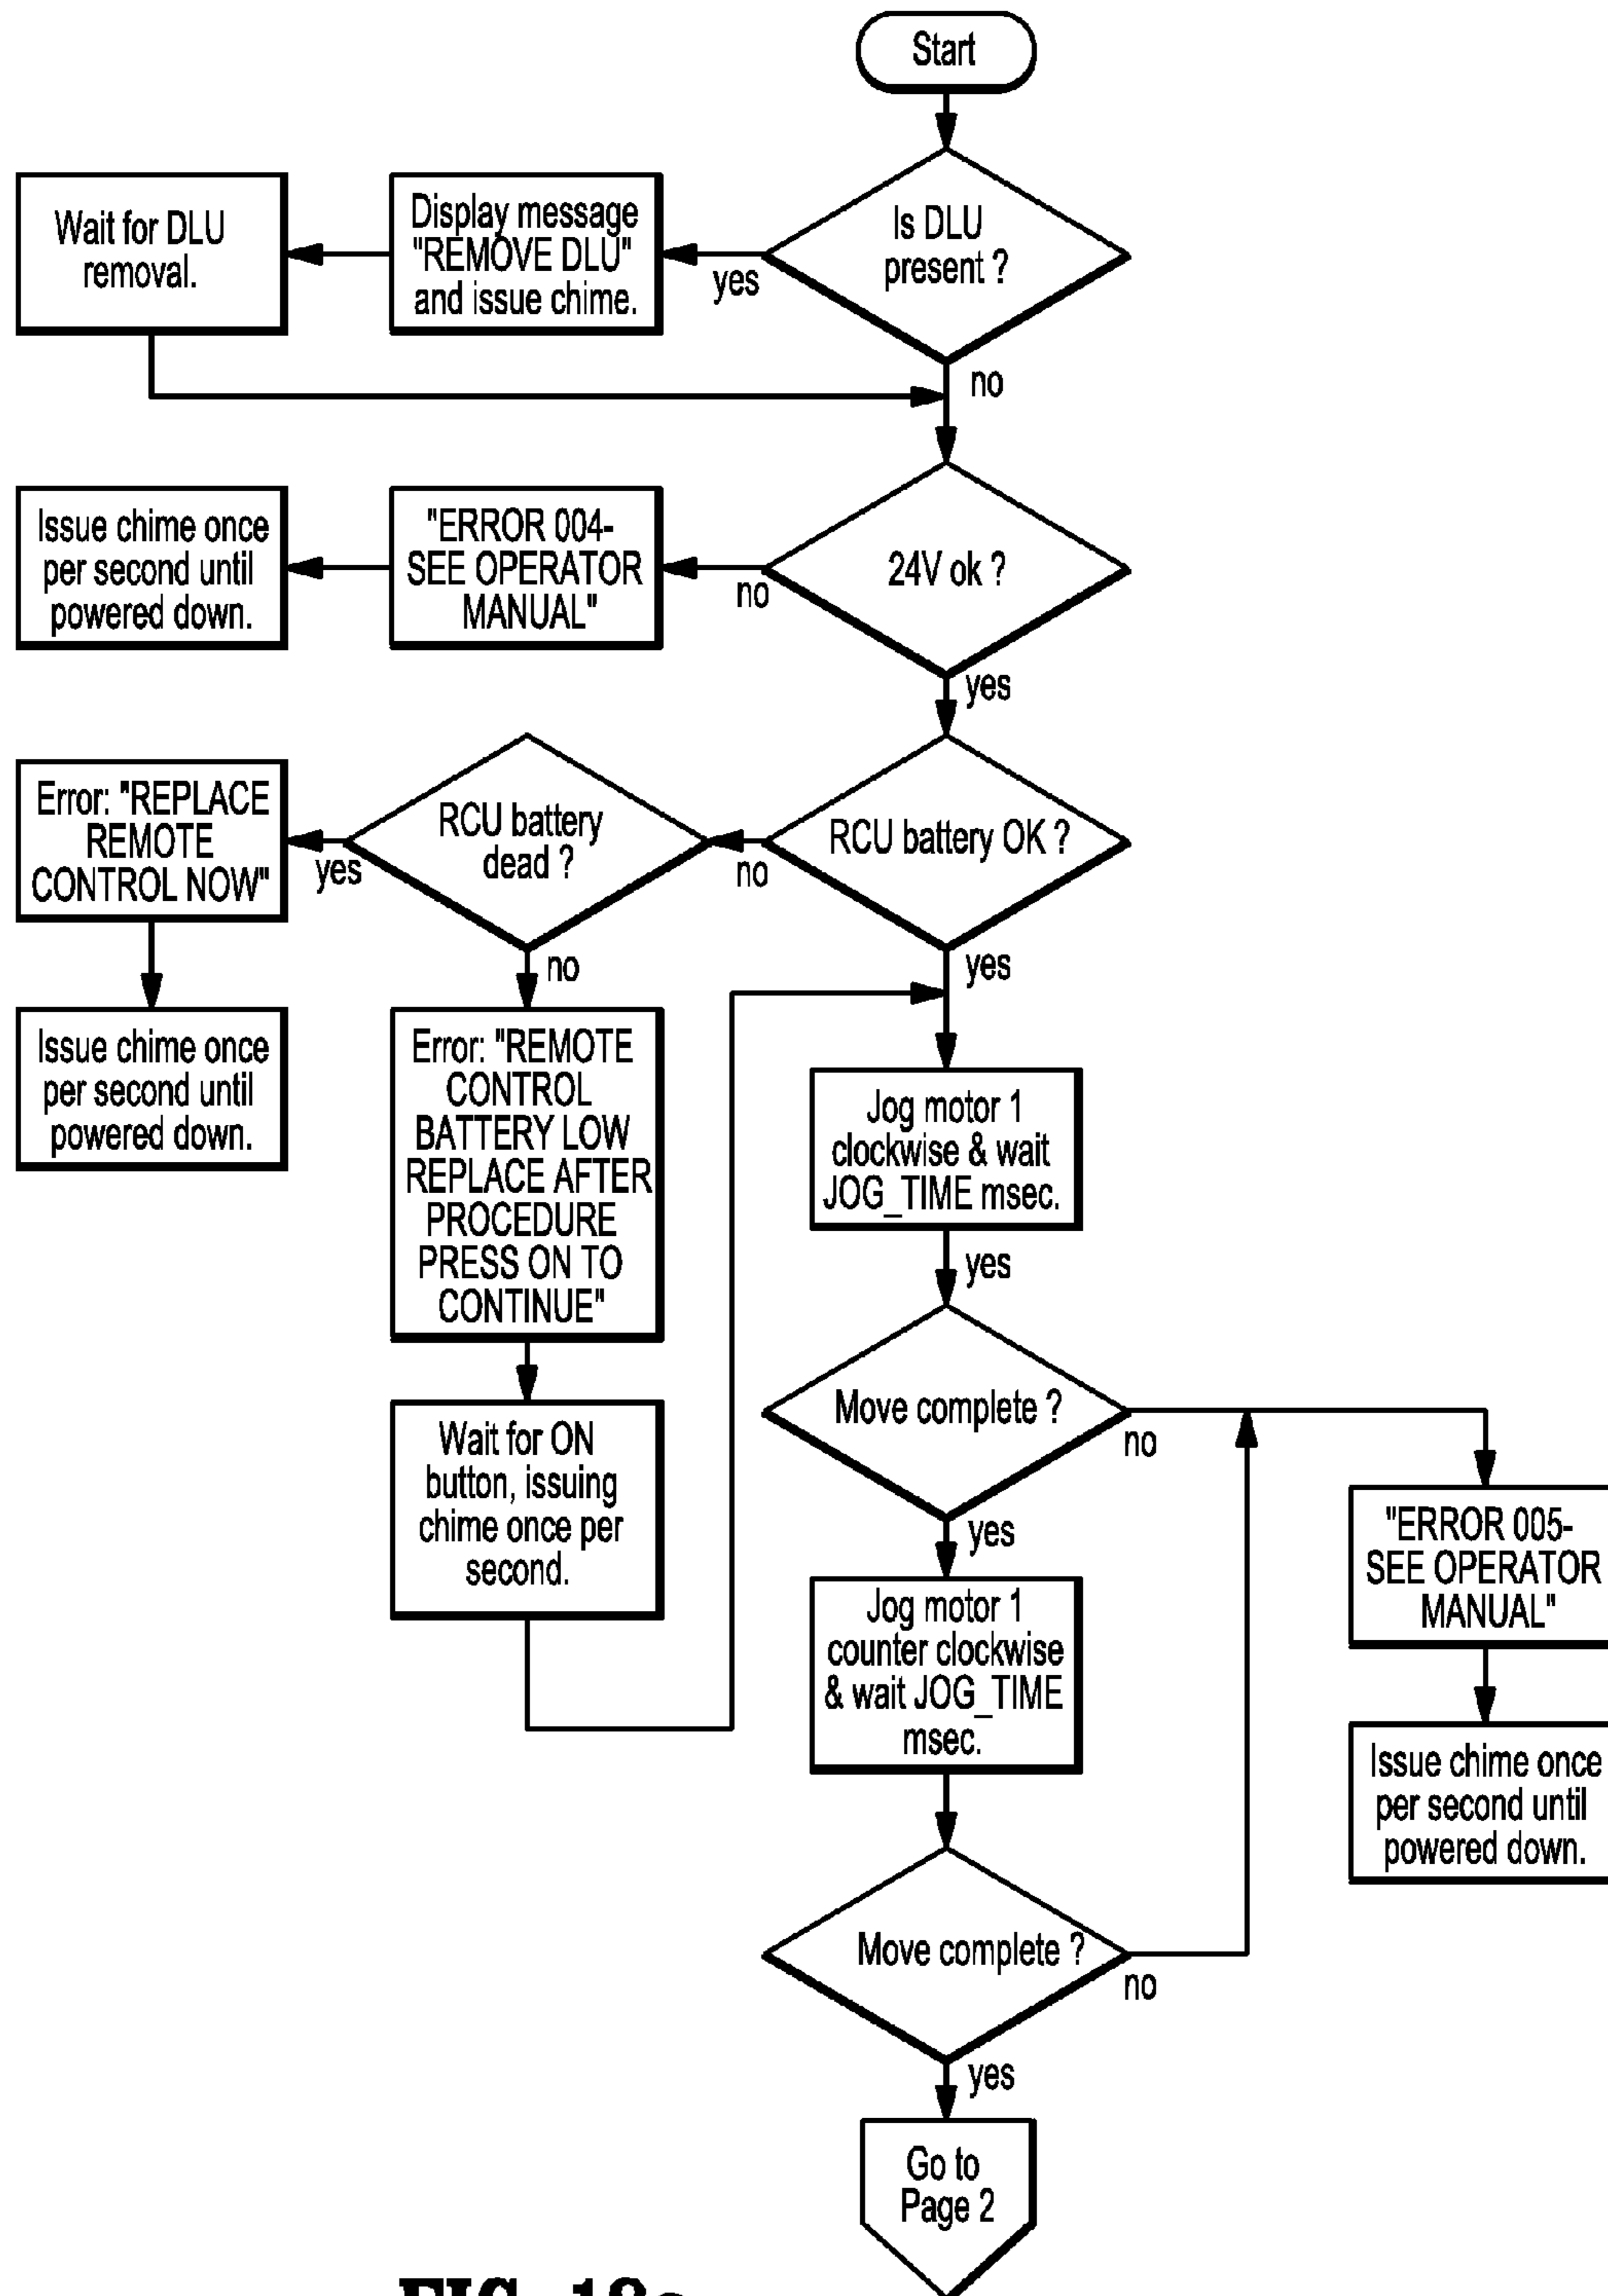 Start
Is DLU
present ?
yes
Display message
"REMOVE DLU"
and issue chime.
Wait for DLU
removal.
no
24V ok ?
no
"ERROR 004-
SEE OPERATOR
MANUAL"
Issue chime once
per second until
powered down.
yes
RCU battery OK ?
no
RCU battery
dead ?
yes
Error: "REPLACE
REMOTE
CONTROL NOW"
Issue chime once
per second until
powered down.
no
Error: "REMOTE
CONTROL
BATTERY LOW
REPLACE AFTER
PROCEDURE
PRESS ON TO
CONTINUE"
Wait for ON
button, issuing
chime once per
second.
yes
Jog motor 1
clockwise & wait
JOG_TIME msec.
yes
Move complete ?
no
"ERROR 005-
SEE OPERATOR
MANUAL"
Issue chime once
per second until
powered down.
yes
Jog motor 1
counter clockwise
& wait JOG_TIME
msec.
Move complete ?
no
yes
Go to
Page 2